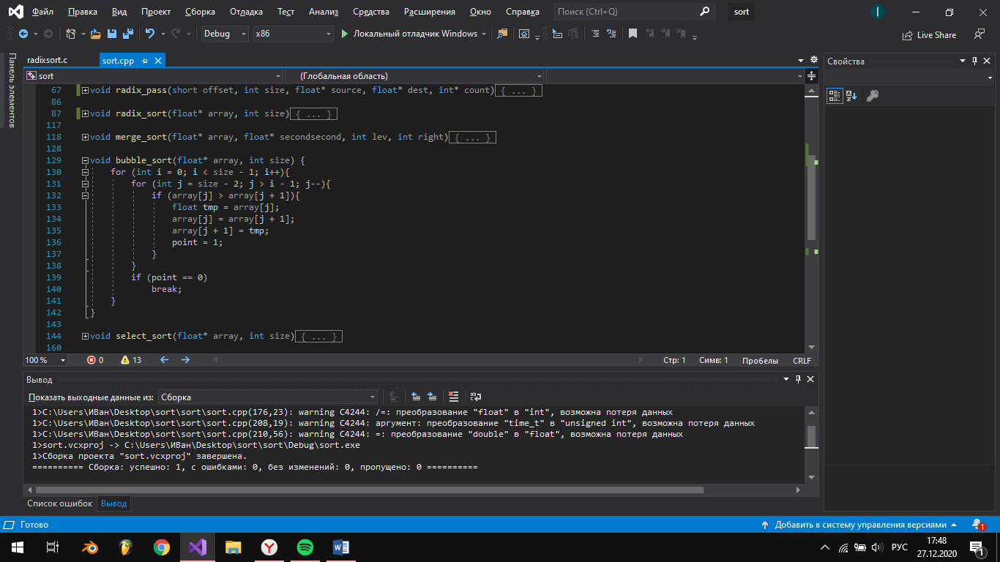 Файл Правка Вид Проект Сборка Отладка Тест Анализ Средства Расширения Окно Справка Поиск (Ctrl+Q) sort I
Debug x86 Локальный отладчик Windows Live Share
Панель элементов
radixsort.c sort.cpp
sort (Глобальная область)
67 void radix_pass(short offset, int size, float* source, float* dest, int* count){ ... }
86
87 void radix_sort(float* array, int size){ ... }
117
118 void merge_sort(float* array, float* secondsecond, int lev, int right){ ... }
128
129 void bubble_sort(float* array, int size) {
130 for (int i = 0; i < size - 1; i++){
131 for (int j = size - 2; j > i - 1; j--){
132 if (array[j] > array[j + 1]){
133 float tmp = array[j];
134 array[j] = array[j + 1];
135 array[j + 1] = tmp;
136 point = 1;
137 }
138 }
139 if (point == 0)
140 break;
141 }
142 }
143
144 void select_sort(float* array, int size){ ... }
160
100 % 0 13 Стр: 1 Симв: 1 Пробелы CRLF
Свойства
Вывод
Показать выходные данные из: Сборка
1>C:\Users\ИВан\Desktop\sort\sort\sort.cpp(176,23): warning C4244: /=: преобразование "float" в "int", возможна потеря данных
1>C:\Users\ИВан\Desktop\sort\sort\sort.cpp(208,19): warning C4244: аргумент: преобразование "time_t" в "unsigned int", возможна потеря данных
1>C:\Users\ИВан\Desktop\sort\sort\sort.cpp(210,56): warning C4244: =: преобразование "double" в "float", возможна потеря данных
1>sort.vcxproj -> C:\Users\ИВан\Desktop\sort\sort\Debug\sort.exe
1>Сборка проекта "sort.vcxproj" завершена.
========== Сборка: успешно: 1, с ошибками: 0, без изменений: 0, пропущено: 0 ==========
Список ошибок Вывод
Готово Добавить в систему управления версиями 1
РУС 17:48
27.12.2020 1